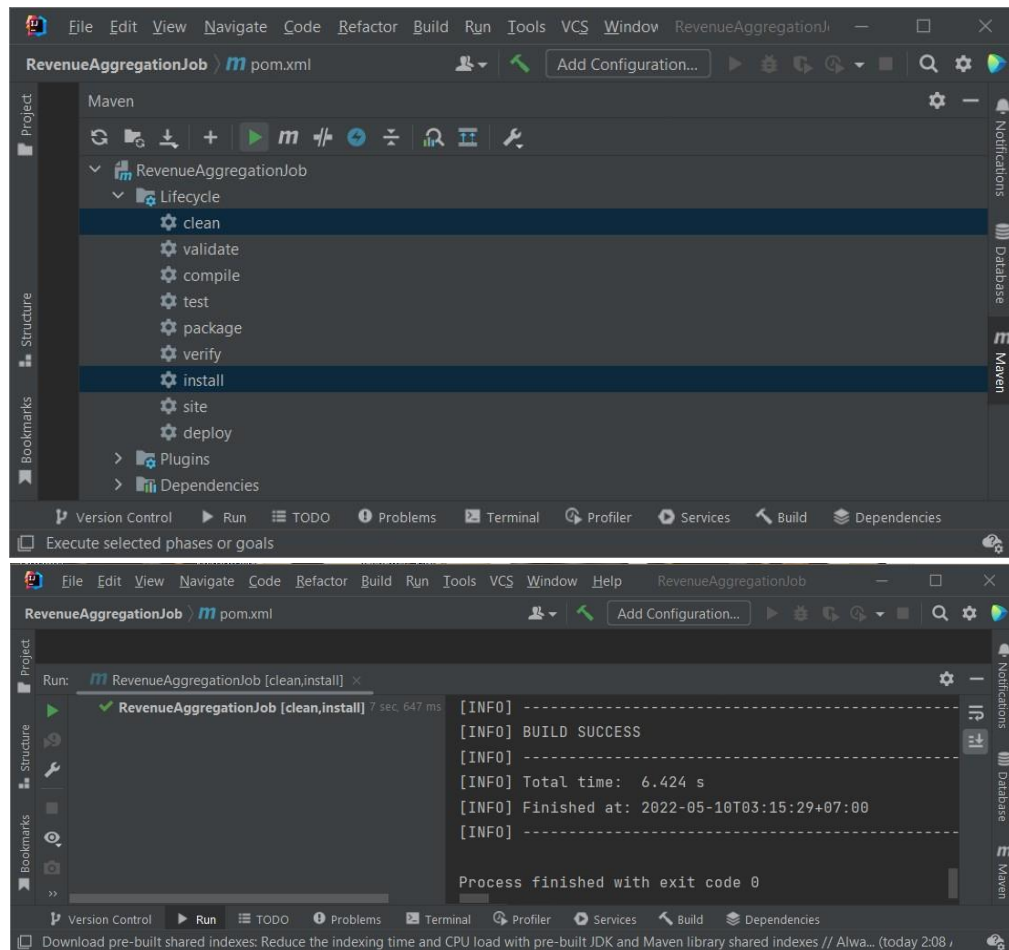 File Edit View Navigate Code Refactor Build Run Tools VCS Window RevenueAggregationJ
RevenueAggregationJob m pom.xml Add Configuration...
Project
Maven
Notifications
m
RevenueAggregationJob
Lifecycle
clean
validate
compile
Database
test
Structure
package
verify
m Maven
install
site
Bookmarks
deploy
Plugins
Dependencies
Version Control Run TODO Problems Terminal Profiler Services Build Dependencies
Execute selected phases or goals
File Edit View Navigate Code Refactor Build Run Tools VCS Window Help RevenueAggregationJob
RevenueAggregationJob m pom.xml Add Configuration...
Project
Notifications
Run: m RevenueAggregationJob [clean,install]
RevenueAggregationJob [clean,install] 7 sec, 647 ms
[INFO] ------------------------------------------------
[INFO] BUILD SUCCESS
[INFO] ------------------------------------------------
Structure
Database
[INFO] Total time:  6.424 s
[INFO] Finished at: 2022-05-10T03:15:29+07:00
[INFO] ------------------------------------------------
Bookmarks
m Maven
Process finished with exit code 0
Version Control Run TODO Problems Terminal Profiler Services Build Dependencies
Download pre-built shared indexes: Reduce the indexing time and CPU load with pre-built JDK and Maven library shared indexes // Alwa... (today 2:08